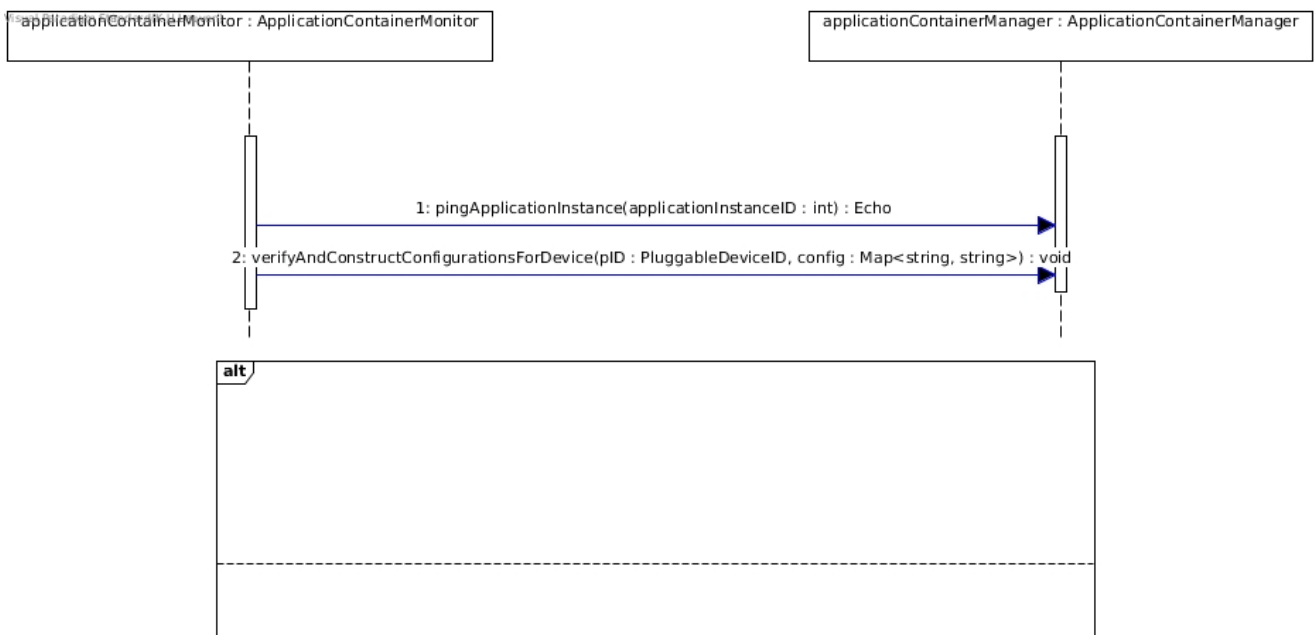 applicationContainerMonitor : ApplicationContainerMonitor
applicationContainerManager : ApplicationContainerManager
1: pingApplicationInstance(applicationInstanceID : int) : Echo
2: verifyAndConstructConfigurationsForDevice(pID : PluggableDeviceID, config : Map<string, string>) : void
alt